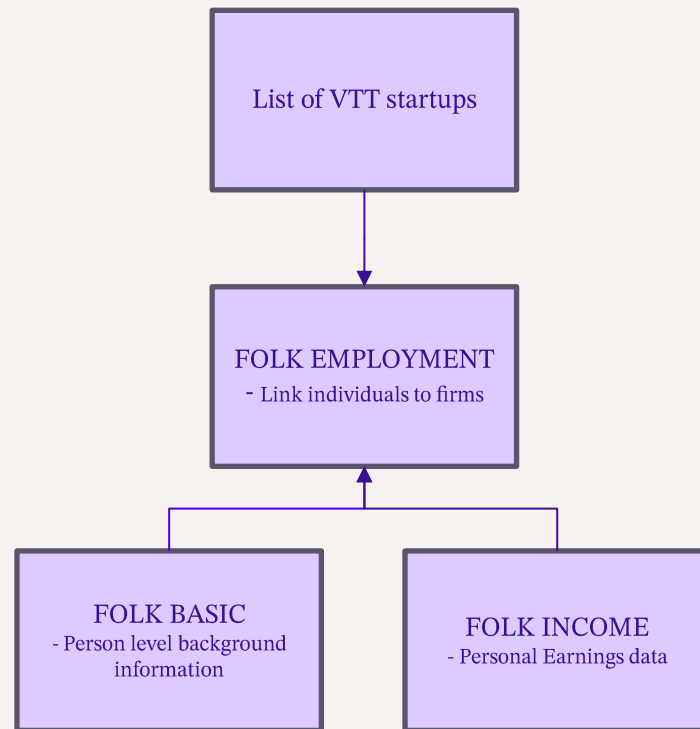 List of VTT startups
FOLK EMPLOYMENT
- Link individuals to firms
FOLK BASIC
- Person level background
information
FOLK INCOME
- Personal Earnings data